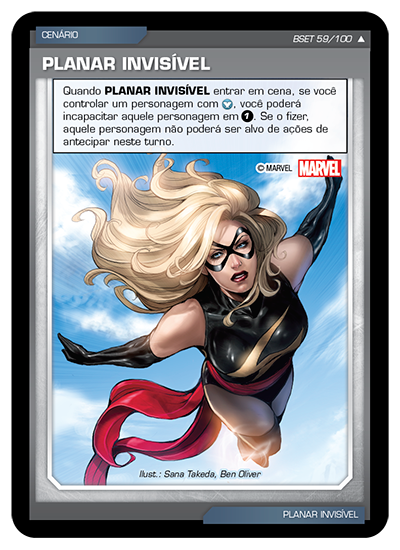 CENÁRIO
BSET 59/100 ▲
PLANAR INVISÍVEL
Quando PLANAR INVISÍVEL entrar em cena, se você
controlar um personagem com , você poderá
incapacitar aquele personagem em 1. Se o fizer,
aquele personagem não poderá ser alvo de ações de
antecipar neste turno.
© MARVEL MARVEL
Ilust.: Sana Takeda, Ben Oliver
PLANAR INVISÍVEL